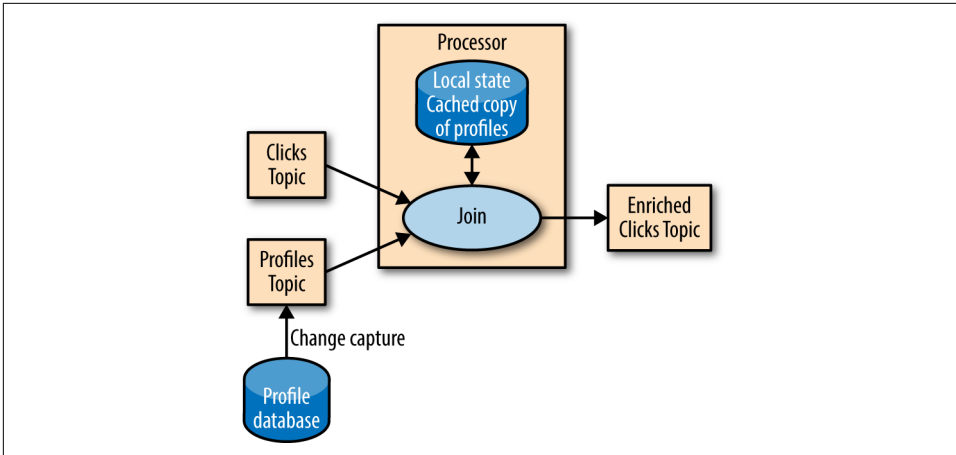 Processor
Local state
Cached copy
of profiles
Clicks
Topic
Join
Enriched
Clicks Topic
Profiles
Topic
Change capture
Profile
database